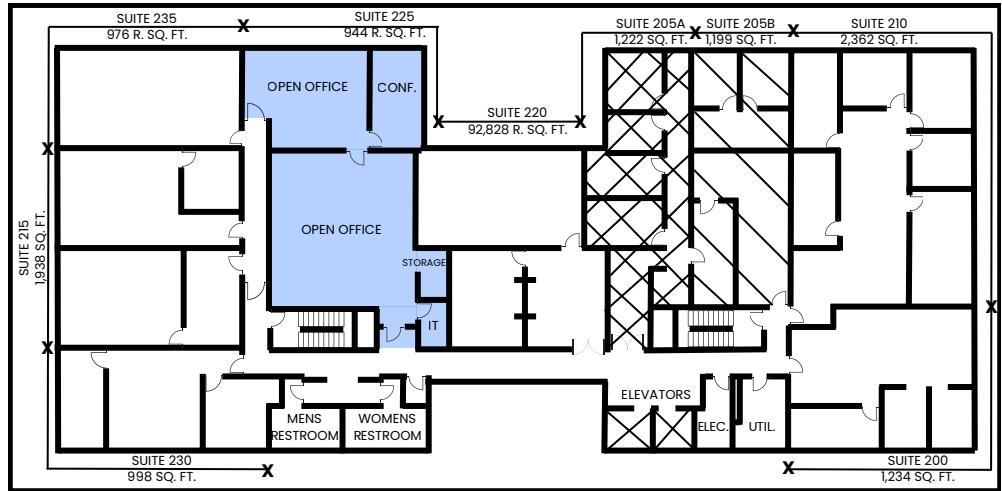 SUITE 235
976 R. SQ. FT.
SUITE 225
944 R. SQ. FT.
SUITE 205A
1,222 SQ. FT.
SUITE 205B
1,199 SQ. FT.
SUITE 210
2,362 SQ. FT.
X
X
X
OPEN OFFICE
CONF.
SUITE 220
92,828 R. SQ. FT.
X
X
X
SUITE 215
1,938 SQ. FT.
OPEN OFFICE
STORAGE
IT
X
X
ELEVATORS
MENS
RESTROOM
WOMENS
RESTROOM
ELEC.
UTIL.
SUITE 230
998 SQ. FT.
X
X
SUITE 200
1,234 SQ. FT.